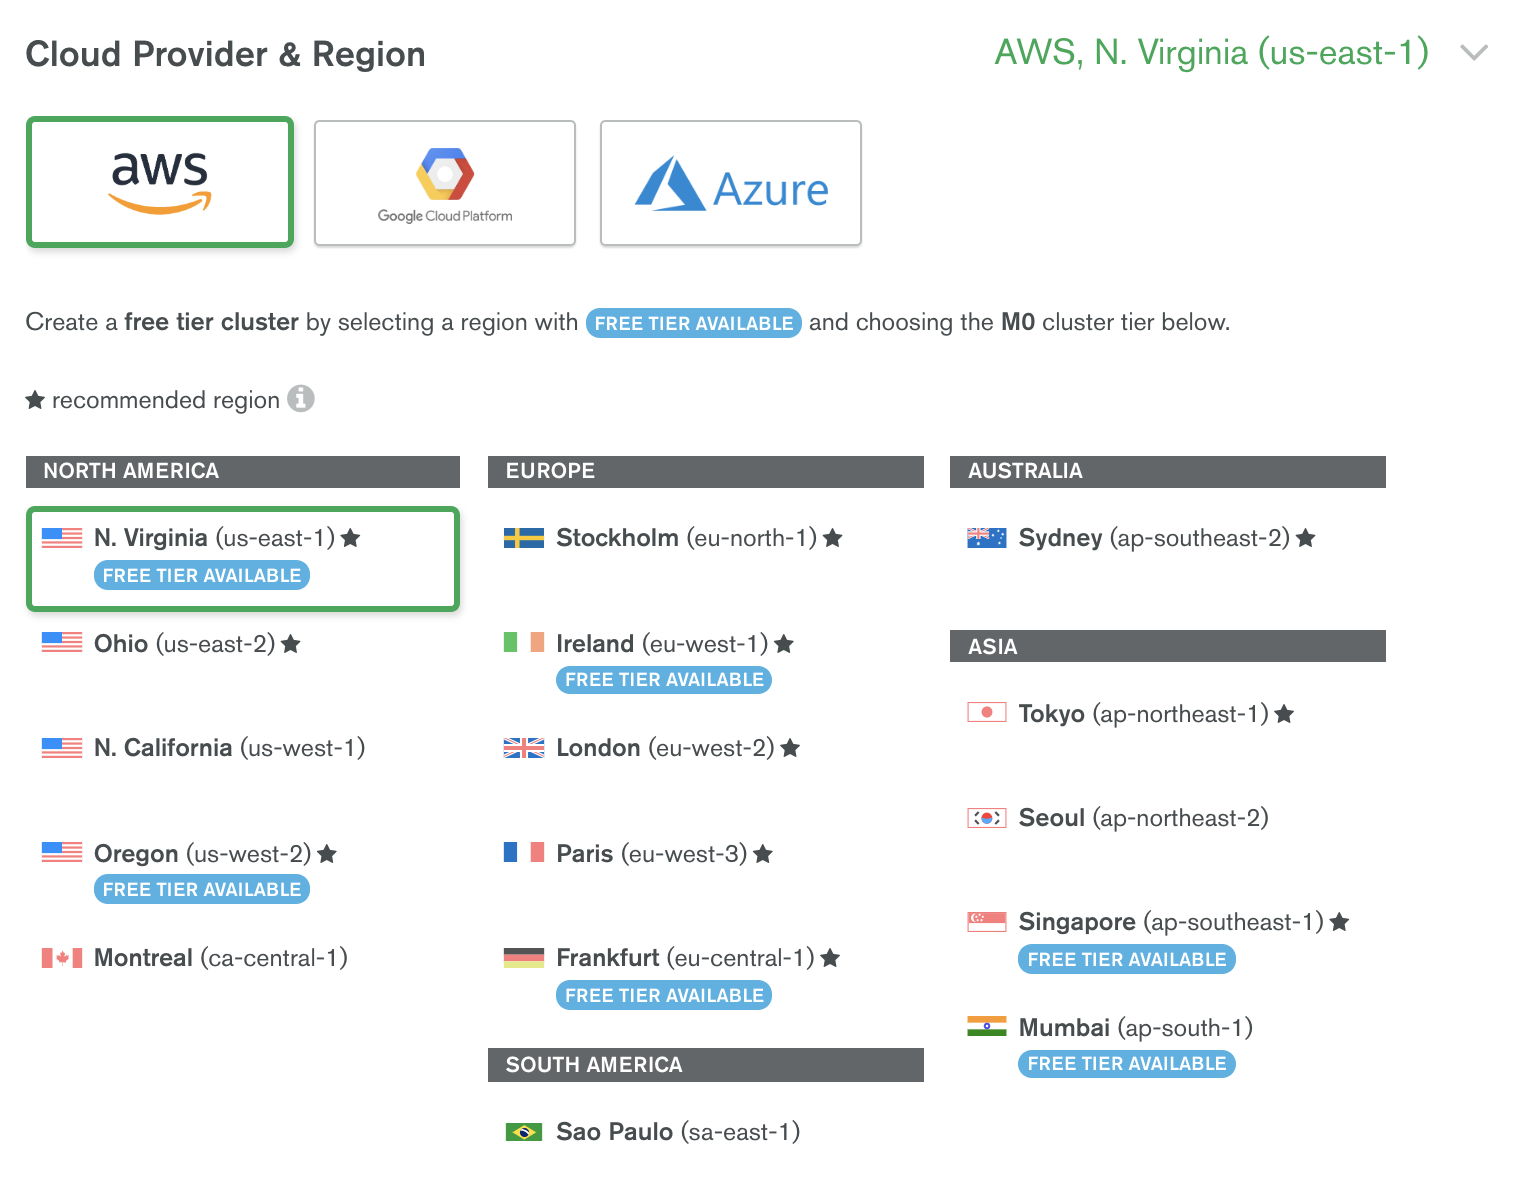 Cloud Provider & Region
AWS, N. Virginia (us-east-1)
aws
Google Cloud Platform
Azure
Create a free tier cluster by selecting a region with FREE TIER AVAILABLE and choosing the M0 cluster tier below.
★ recommended region
NORTH AMERICA
N. Virginia (us-east-1) ★
FREE TIER AVAILABLE
Ohio (us-east-2) ★
N. California (us-west-1)
Oregon (us-west-2) ★
FREE TIER AVAILABLE
Montreal (ca-central-1)
EUROPE
Stockholm (eu-north-1) ★
Ireland (eu-west-1) ★
FREE TIER AVAILABLE
London (eu-west-2) ★
Paris (eu-west-3) ★
Frankfurt (eu-central-1) ★
FREE TIER AVAILABLE
SOUTH AMERICA
Sao Paulo (sa-east-1)
AUSTRALIA
Sydney (ap-southeast-2) ★
ASIA
Tokyo (ap-northeast-1) ★
Seoul (ap-northeast-2)
Singapore (ap-southeast-1) ★
FREE TIER AVAILABLE
Mumbai (ap-south-1)
FREE TIER AVAILABLE